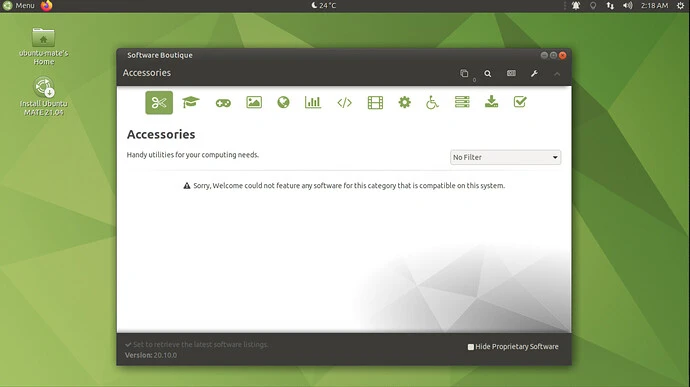 Menu
24 °C
2:18 AM
ubuntu-mate's
Home
Install Ubuntu
MATE 21.04
Software Boutique
Accessories
0
Accessories
Handy utilities for your computing needs.
No Filter
Sorry, Welcome could not feature any software for this category that is compatible on this system.
Set to retrieve the latest software listings.
Version: 20.10.0
Hide Proprietary Software